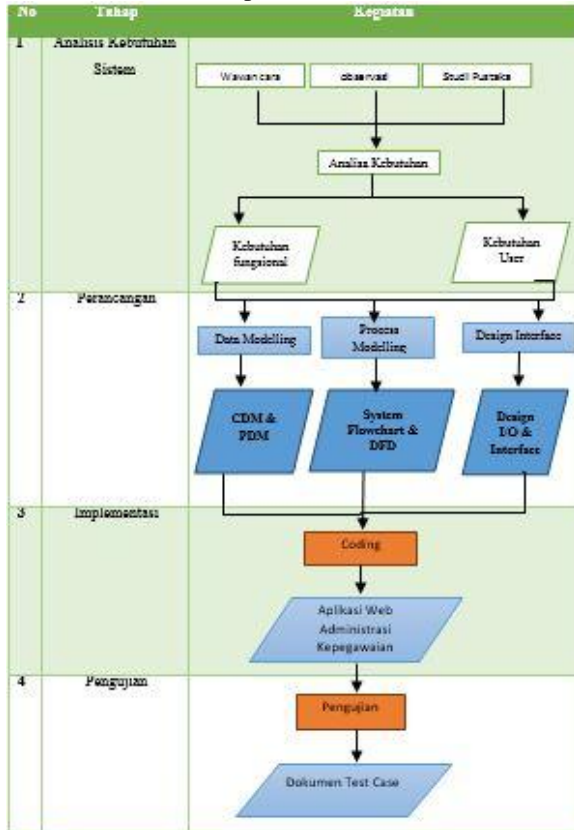 No Tahap Kegiatan
1 Analisis Kebutuhan
Sistem
Wawancara observasi Studi Pustaka
Analisa Kebutuhan
Kebutuhan
fungsional
Kebutuhan
User
2 Perancangan
Data Modelling
Process
Modelling
Design Interface
CDM &
PDM
System
Flowchart &
DFD
Design
I/O &
Interface
3 Implementasi
Coding
Aplikasi Web
Administrasi
Kepegawaian
4 Pengujian
Pengujian
Dokumen Test Case